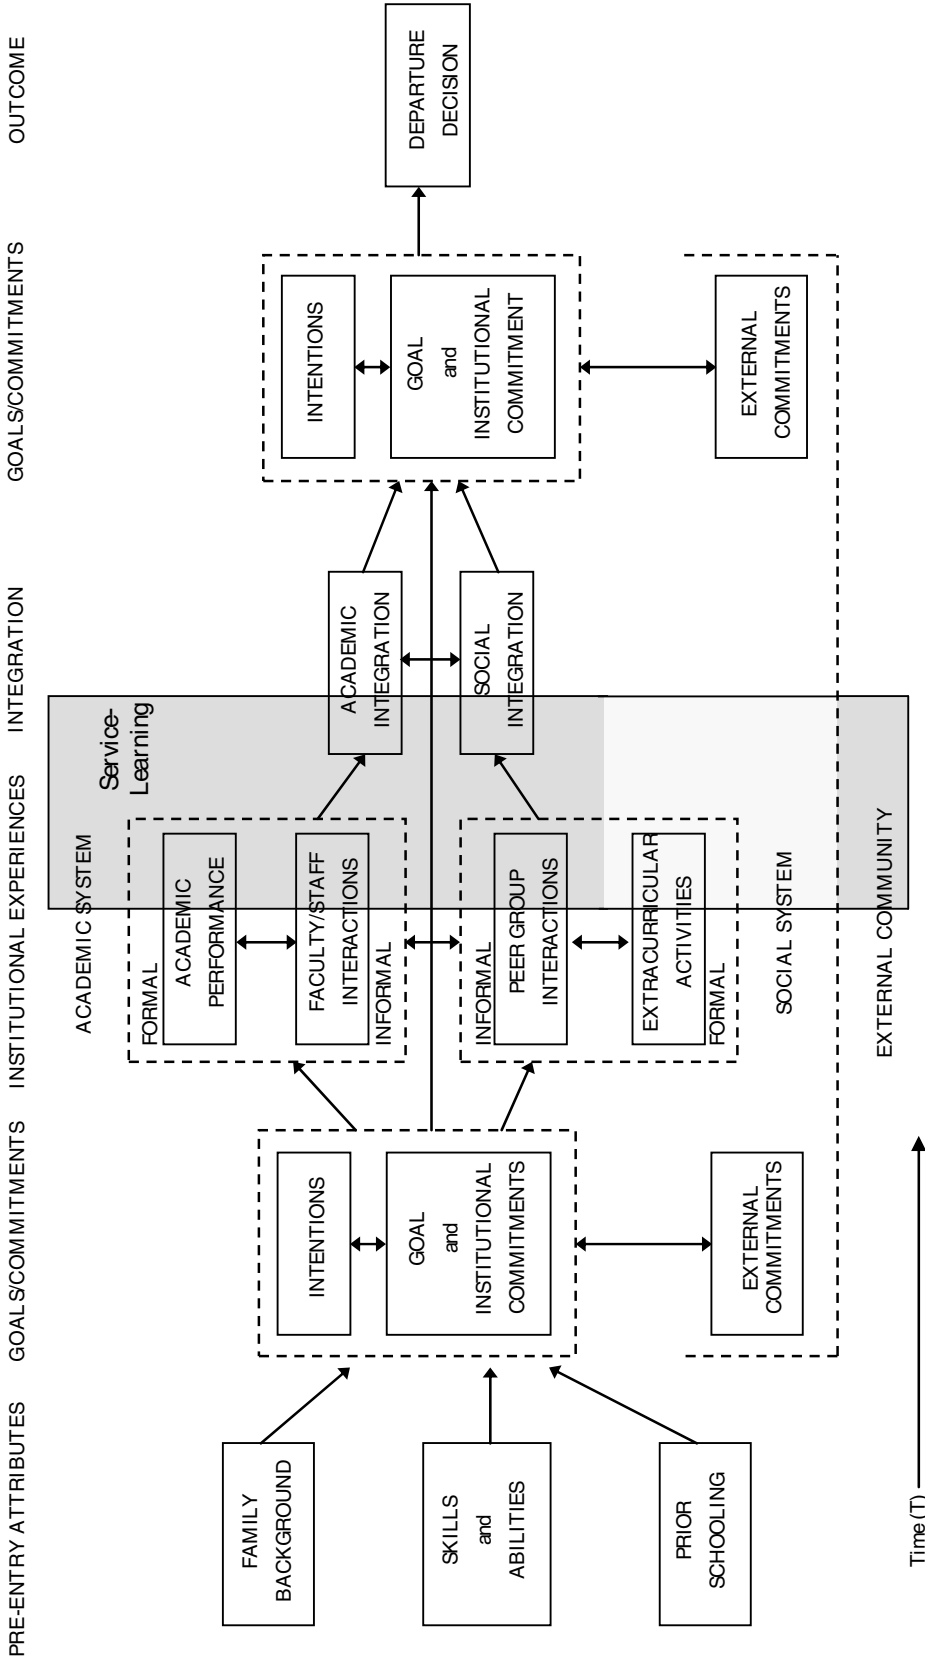 PRE-ENTRY ATTRIBUTES
GOALS/COMMITMENTS
INSTITUTIONAL EXPERIENCES
INTEGRATION
GOALS/COMMITMENTS
OUTCOME
FAMILY
BACKGROUND
SKILLS
and
ABILITIES
PRIOR
SCHOOLING
INTENTIONS
GOAL
and
INSTITUTIONAL
COMMITMENTS
EXTERNAL
COMMITMENTS
ACADEMIC SYSTEM
FORMAL
ACADEMIC
PERFORMANCE
FACULTY/STAFF
INTERACTIONS
INFORMAL
INFORMAL
PEER GROUP
INTERACTIONS
EXTRACURRICULAR
ACTIVITIES
FORMAL
SOCIAL SYSTEM
EXTERNAL COMMUNITY
Service-
Learning
ACADEMIC
INTEGRATION
SOCIAL
INTEGRATION
INTENTIONS
GOAL
and
INSTITUTIONAL
COMMITMENT
EXTERNAL
COMMITMENTS
DEPARTURE
DECISION
Time (T)